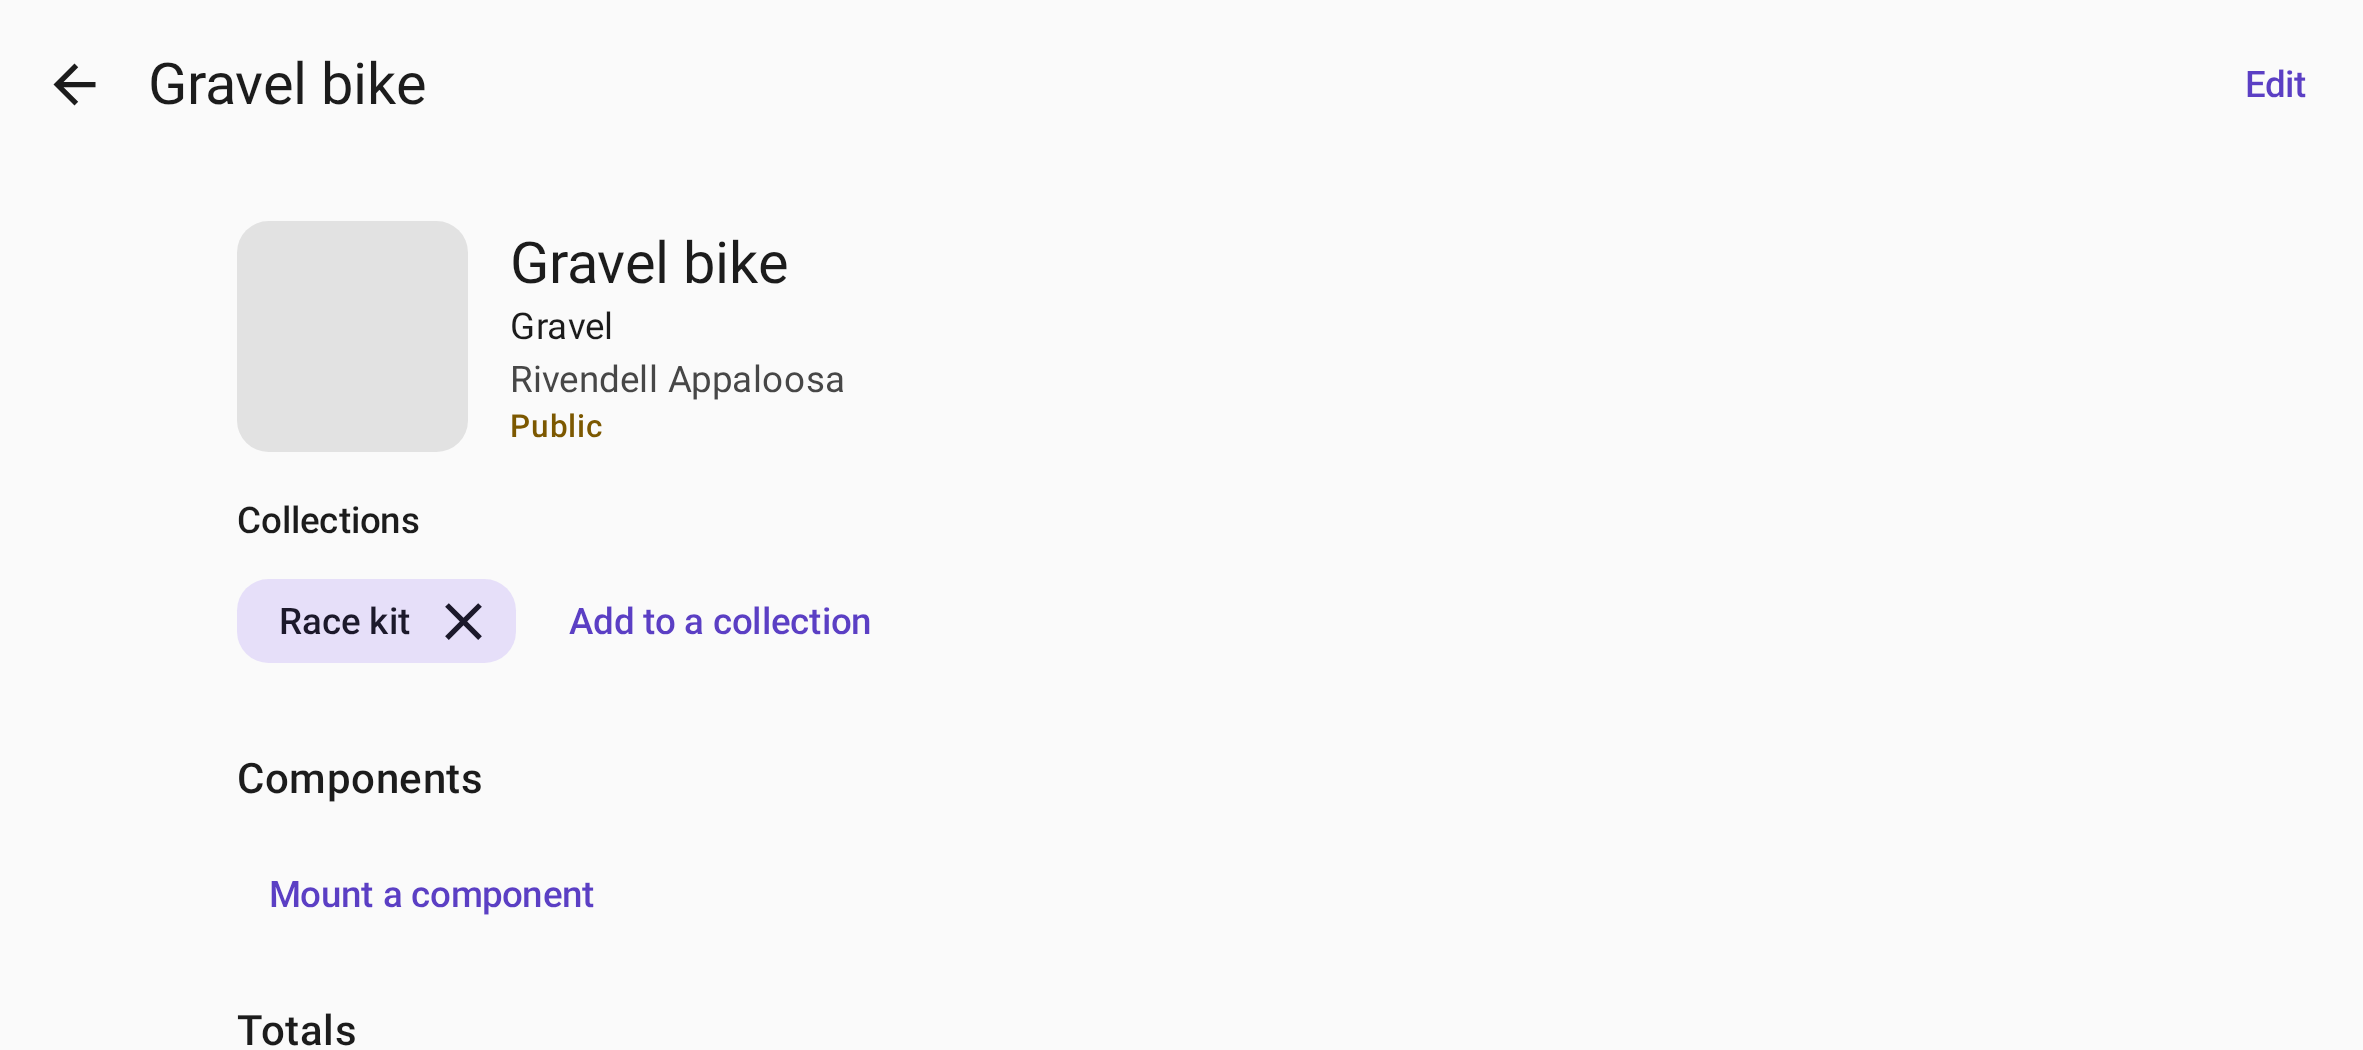 Gravel bike
Edit
Gravel bike
Gravel
Rivendell Appaloosa
Public
Collections
Race kit
Add to a collection
Components
Mount a component
Totals